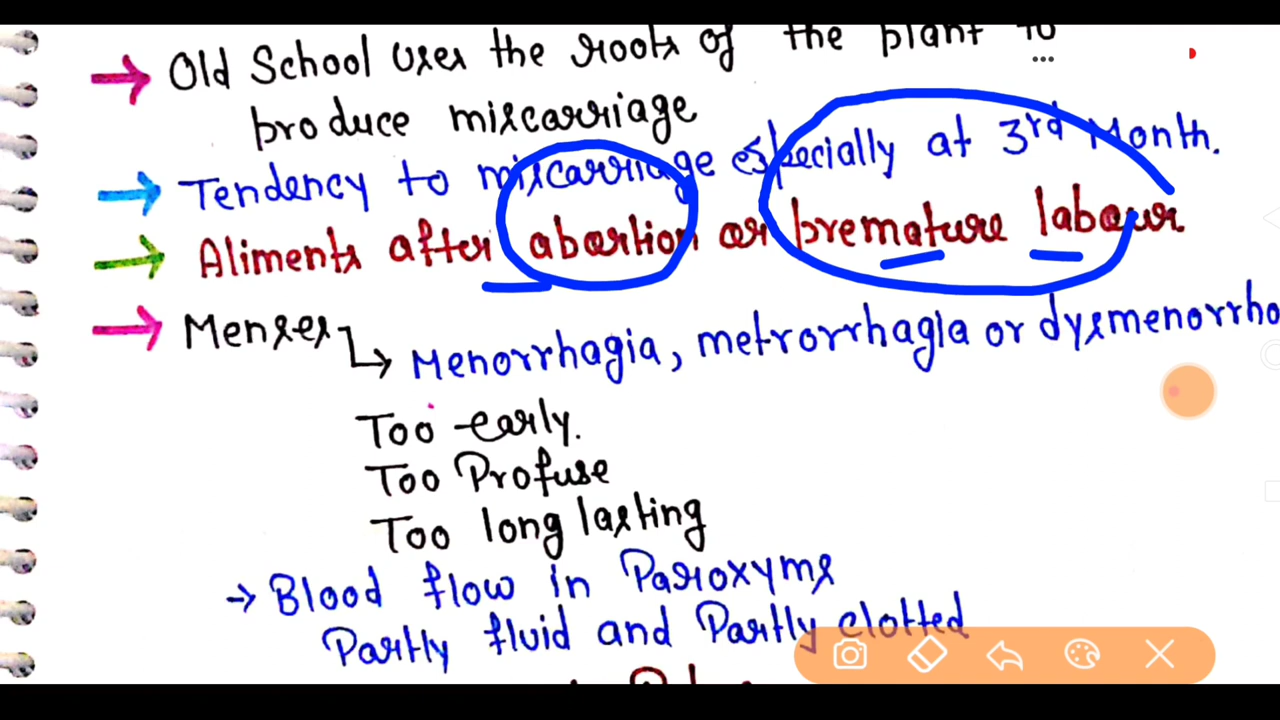 Old School uses the roots of the plant to
produce miscarriage
Tendency to miscarriage especially at 3rd Month.
Aliments after abortion or premature labour
Menses
Menorrhagia, metrorrhagia or dysmenorrho
Too early.
Too Profuse
Too long lasting
→ Blood flow in Paroxyms
Partly fluid and Partly clotted